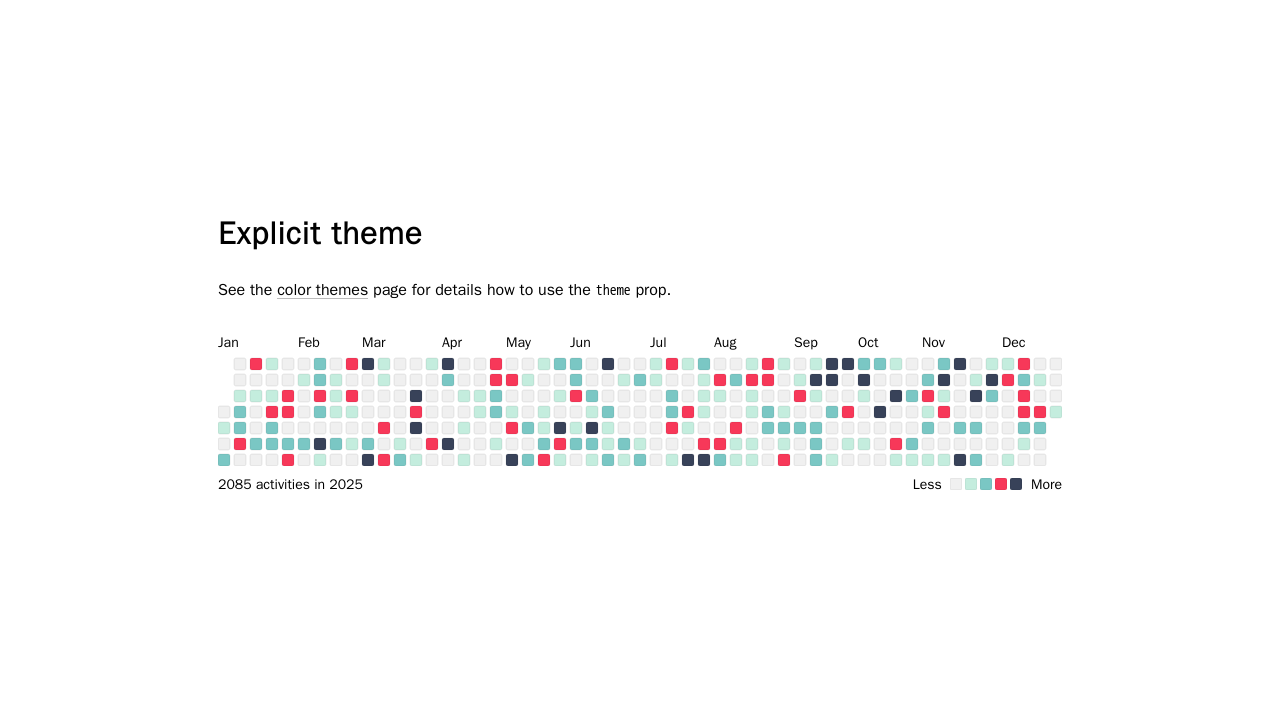 Explicit theme
See the color themes page for details how to use the theme prop.
Jan Feb Mar Apr May Jun Jul Aug Sep Oct Nov Dec
2085 activities in 2025 Less More